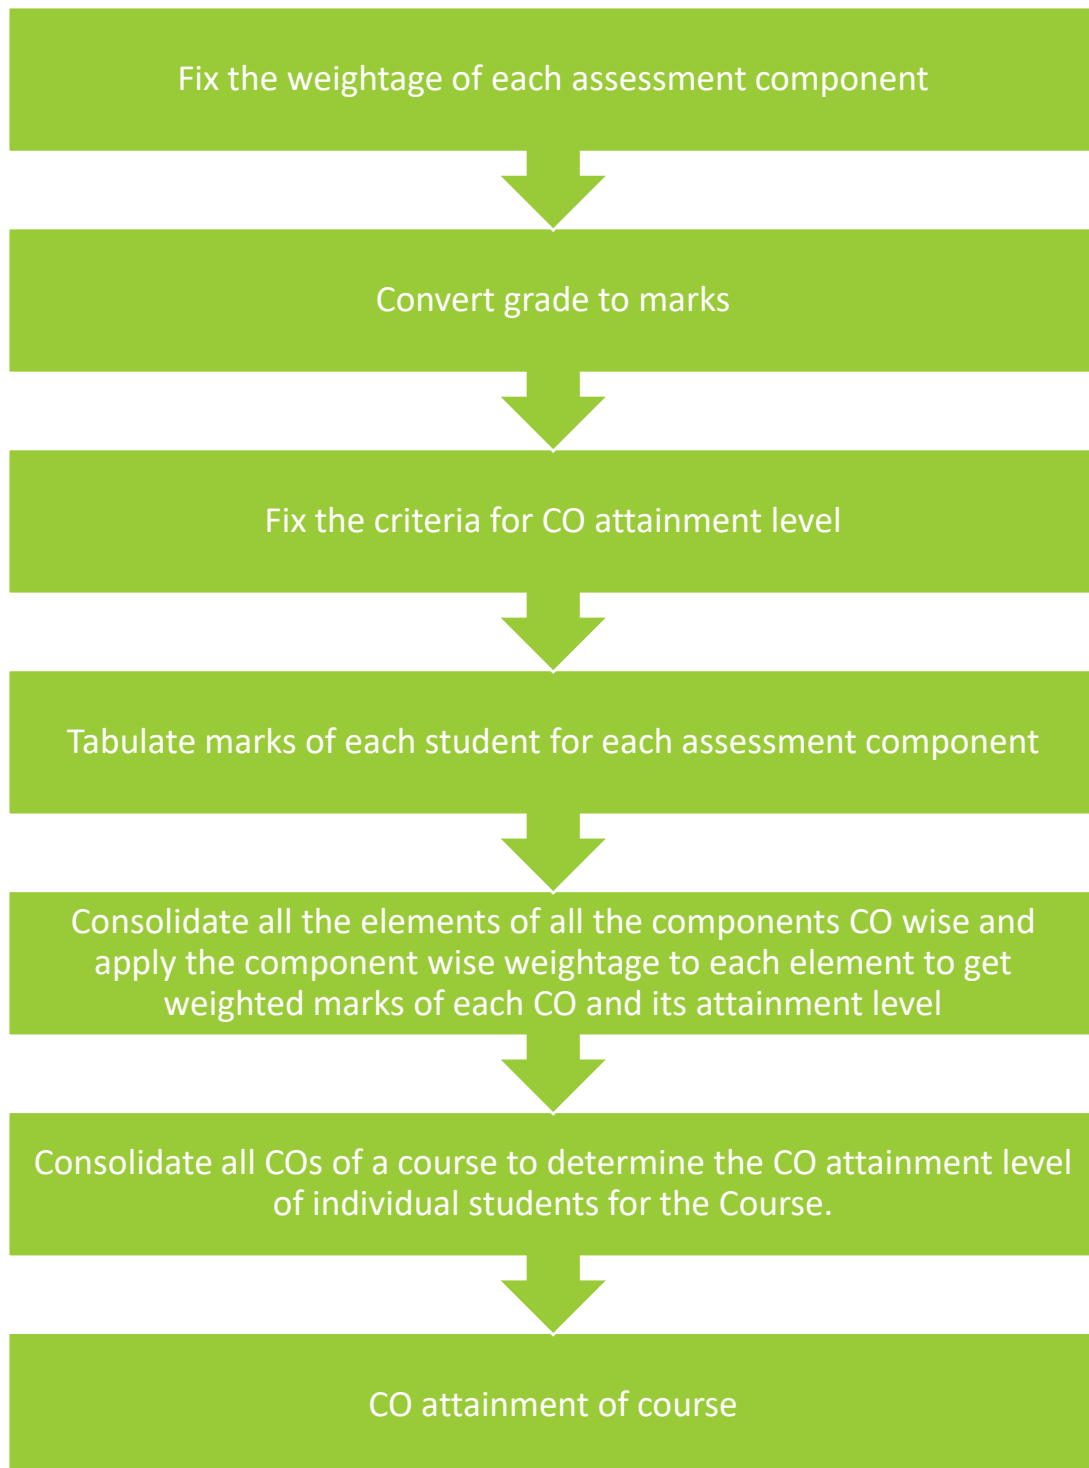 Fix the weightage of each assessment component
Convert grade to marks
Fix the criteria for CO attainment level
Tabulate marks of each student for each assessment component
Consolidate all the elements of all the components CO wise and
apply the component wise weightage to each element to get
weighted marks of each CO and its attainment level
Consolidate all COs of a course to determine the CO attainment level
of individual students for the Course.
CO attainment of course